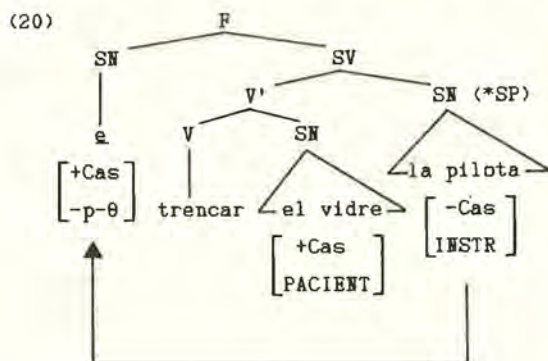 (20)
F
SN SV
V' SN (*SP)
e V SN
la pilota
[+Cas trencar el vidre [-Cas
-p-θ] INSTR]
[+Cas
PACIENT]